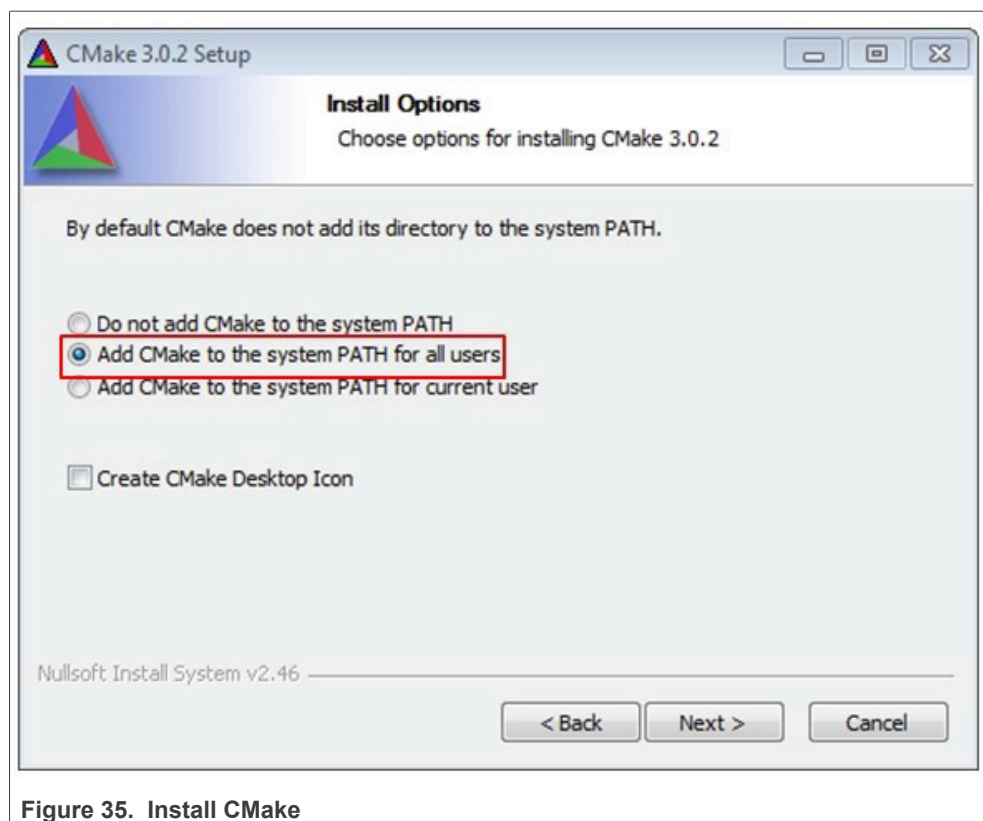 CMake 3.0.2 Setup
Install Options
Choose options for installing CMake 3.0.2
By default CMake does not add its directory to the system PATH.
Do not add CMake to the system PATH
Add CMake to the system PATH for all users
Add CMake to the system PATH for current user
Create CMake Desktop Icon
Nullsoft Install System v2.46
< Back Next > Cancel
Figure 35. Install CMake